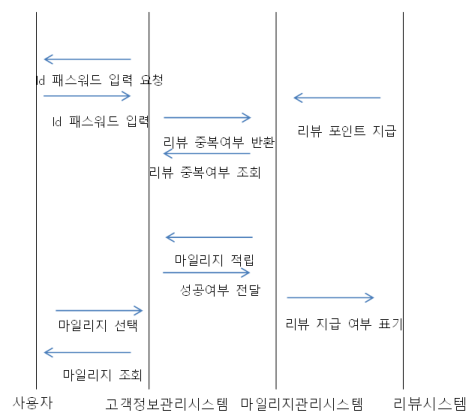 Id 패스워드 입력 요청
Id 패스워드 입력
리뷰 포인트 지급
리뷰 중복여부 반환
리뷰 중복여부 조회
마일리지 적립
성공여부 전달
마일리지 선택
리뷰 지급 여부 표기
마일리지 조회
사용자 고객정보관리시스템 마일리지관리시스템 리뷰시스템